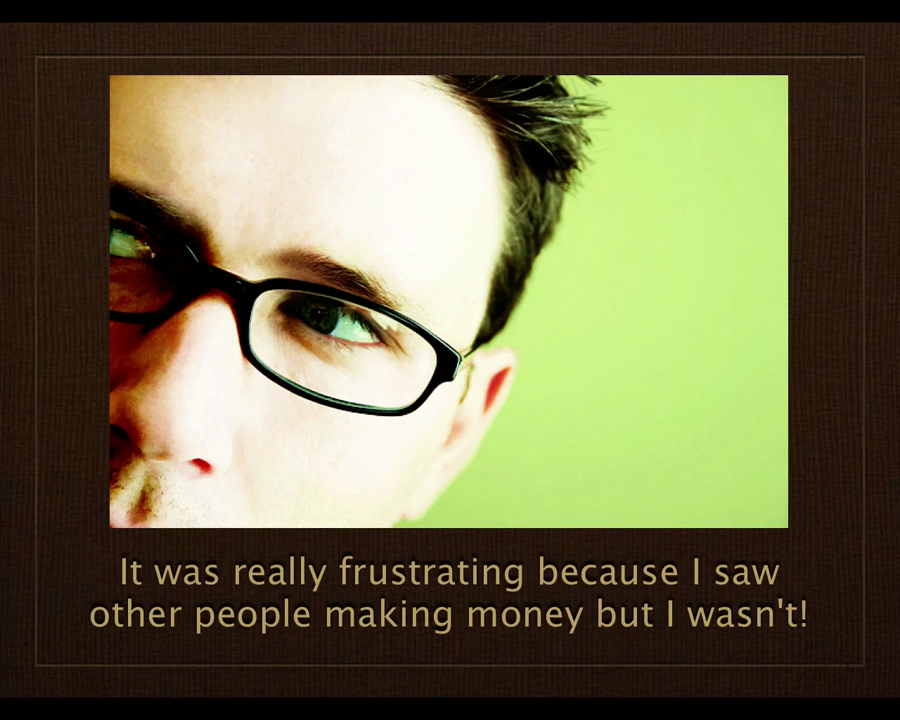 It was really frustrating because I saw
other people making money but I wasn't!